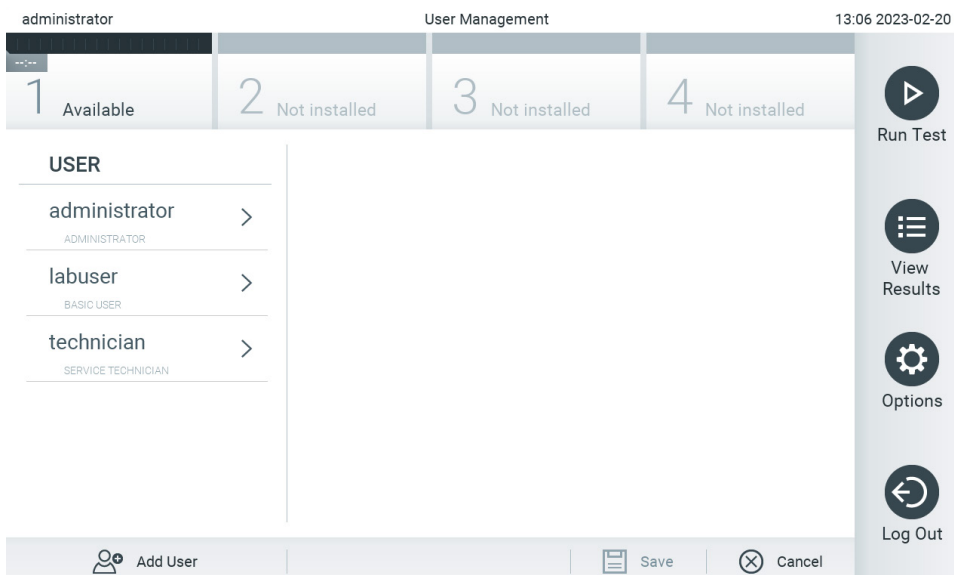 administrator
User Management
13:06 2023-02-20
--:--
1 Available
2 Not installed
3 Not installed
4 Not installed
Run Test
USER
administrator
ADMINISTRATOR
labuser
BASIC USER
technician
SERVICE TECHNICIAN
View
Results
Options
Log Out
Add User
Save
Cancel